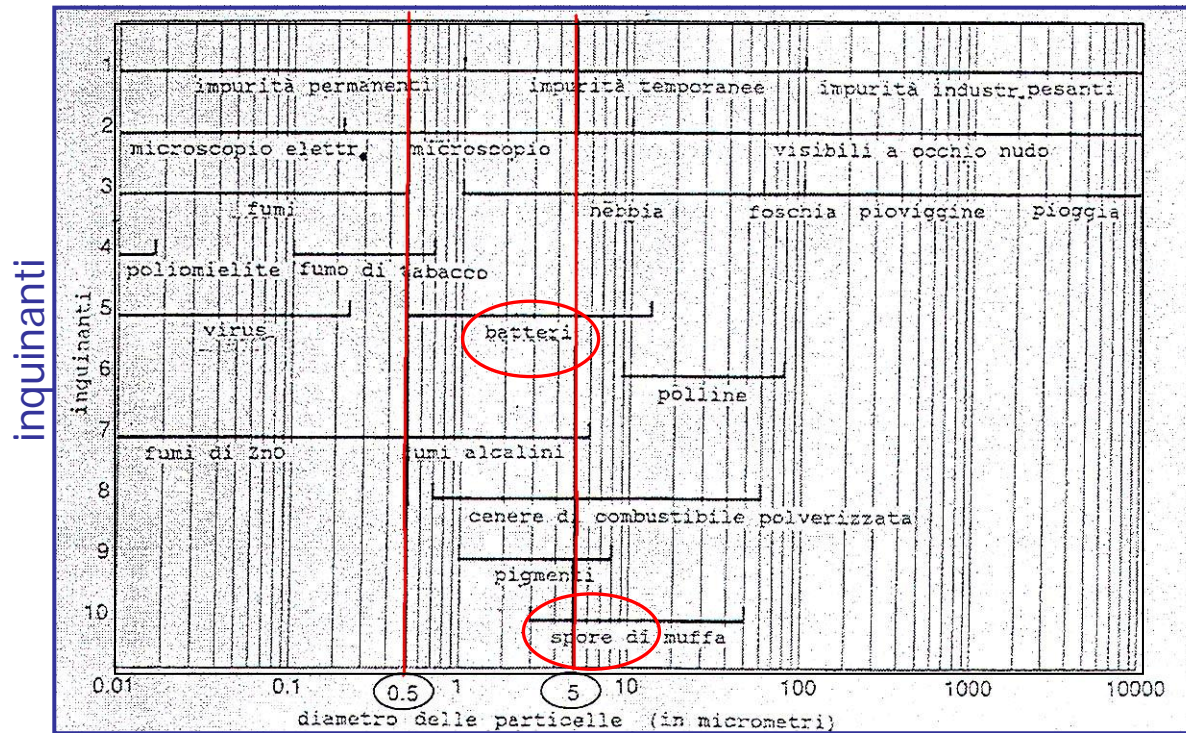 inquinanti
inquinanti
1
impurità permanenti impurità temporanee impurità industr. pesanti
2
microscopio elettr. microscopio visibili a occhio nudo
3
fumi nebbia foschia pioviggine pioggia
4
poliomielite fumo di tabacco
5
virus batteri
6
polline
7
fumi di ZnO fumi alcalini
8
cenere di combustibile polverizzata
9
pigmenti
10
spore di muffa
0.01 0.1 0.5 1 5 10 100 1000 10000
diametro delle particelle (in micrometri)